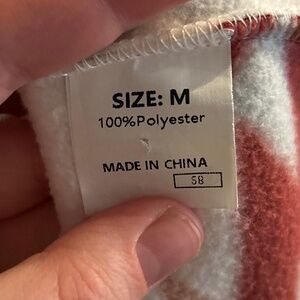 SIZE: M
100%Polyester
MADE IN CHINA
58